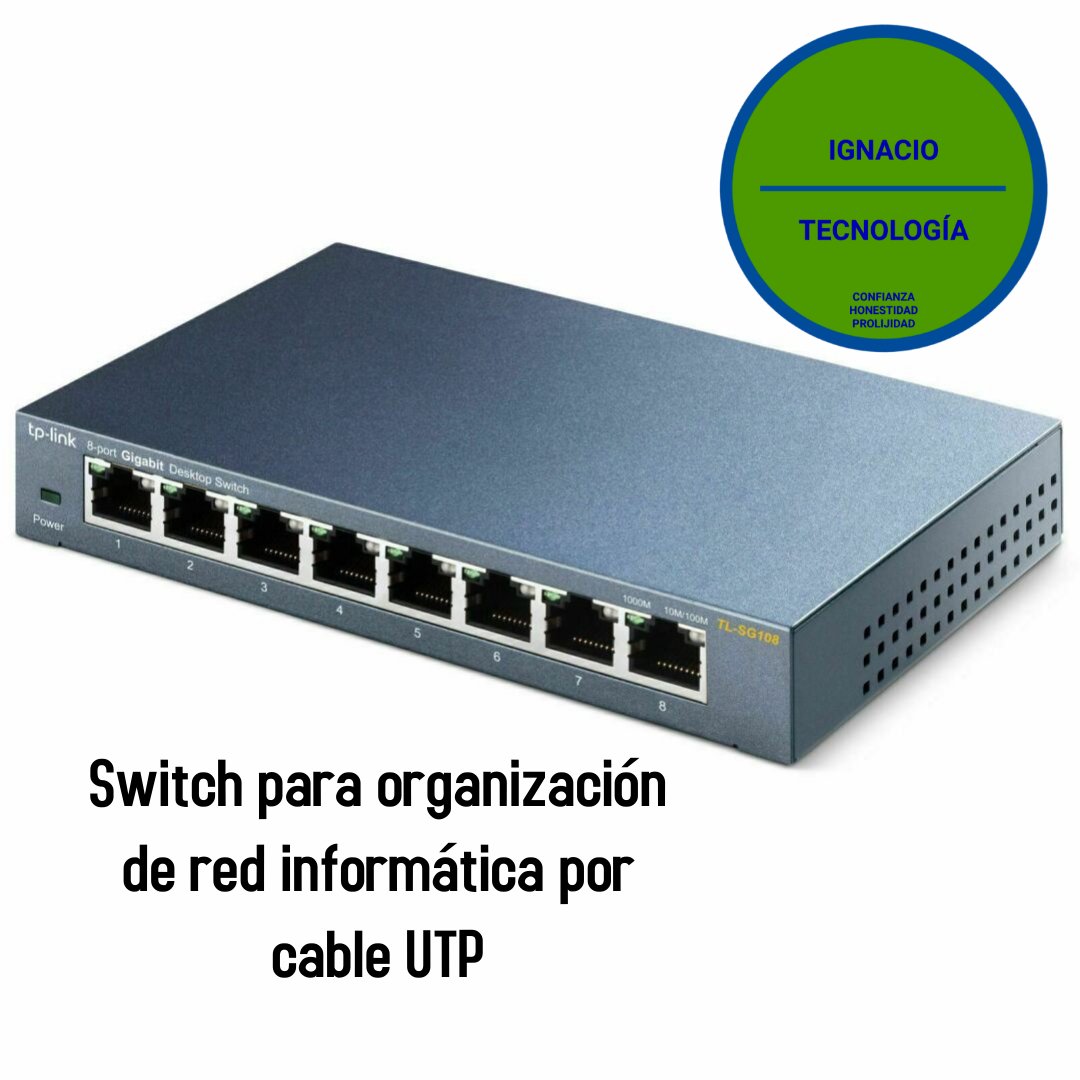 IGNACIO
TECNOLOGÍA
CONFIANZA
HONESTIDAD
PROLIJIDAD
tp-link 8-port Gigabit Desktop Switch
Power
1 2 3 4 5 6 7 8
1000M 10M/100M TL-SG108
Switch para organización
de red informática por
cable UTP